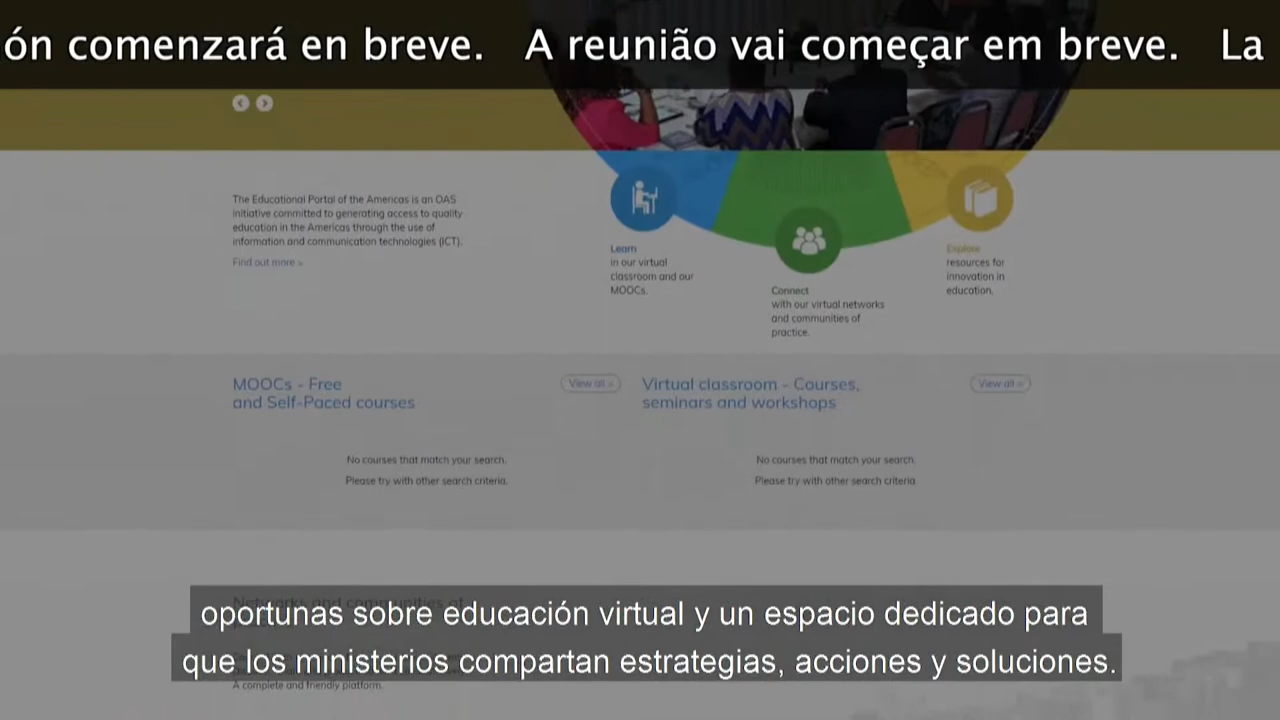 ón comenzará en breve. A reunião vai começar em breve. La
The Educational Portal of the Americas is an OAS
initiative committed to generating access to quality
education in the Americas through the use of
information and communication technologies (ICT).
Find out more »
Learn
in our virtual
classroom and our
MOOCs.
Connect
with our virtual networks
and communities of
practice.
Explore
resources for
innovation in
education.
MOOCs - Free
and Self-Paced courses
View all »
No courses that match your search.
Please try with other search criteria.
Virtual classroom - Courses,
seminars and workshops
View all »
No courses that match your search.
Please try with other search criteria.
Networks and communities of
oportunas sobre educación virtual y un espacio dedicado para
que los ministerios compartan estrategias, acciones y soluciones.
A complete and friendly platform.